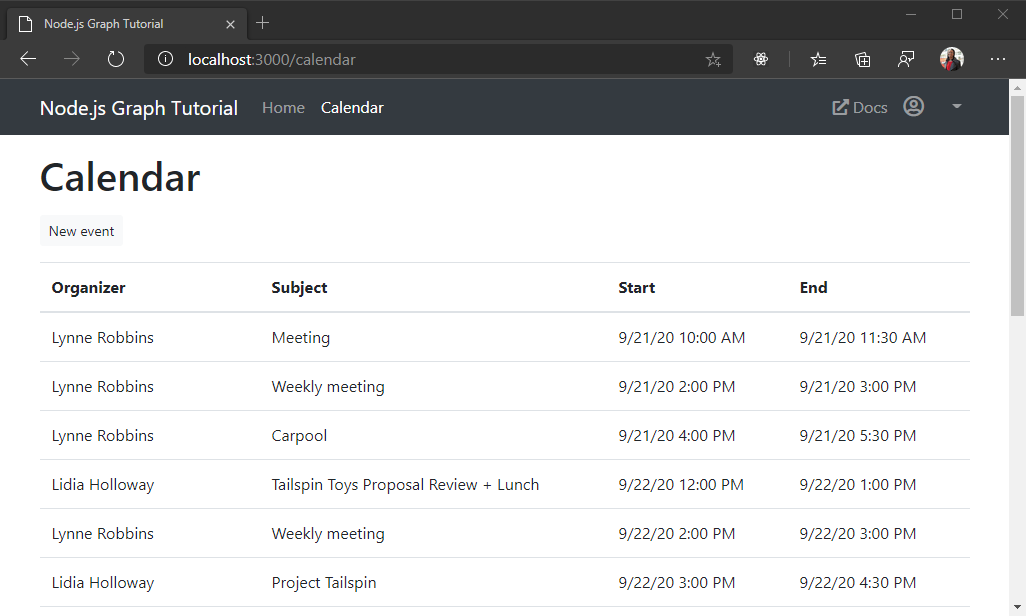 Node.js Graph Tutorial
localhost:3000/calendar
Node.js Graph Tutorial Home Calendar Docs
Calendar
New event
Organizer Subject Start End
Lynne Robbins Meeting 9/21/20 10:00 AM 9/21/20 11:30 AM
Lynne Robbins Weekly meeting 9/21/20 2:00 PM 9/21/20 3:00 PM
Lynne Robbins Carpool 9/21/20 4:00 PM 9/21/20 5:30 PM
Lidia Holloway Tailspin Toys Proposal Review + Lunch 9/22/20 12:00 PM 9/22/20 1:00 PM
Lynne Robbins Weekly meeting 9/22/20 2:00 PM 9/22/20 3:00 PM
Lidia Holloway Project Tailspin 9/22/20 3:00 PM 9/22/20 4:30 PM